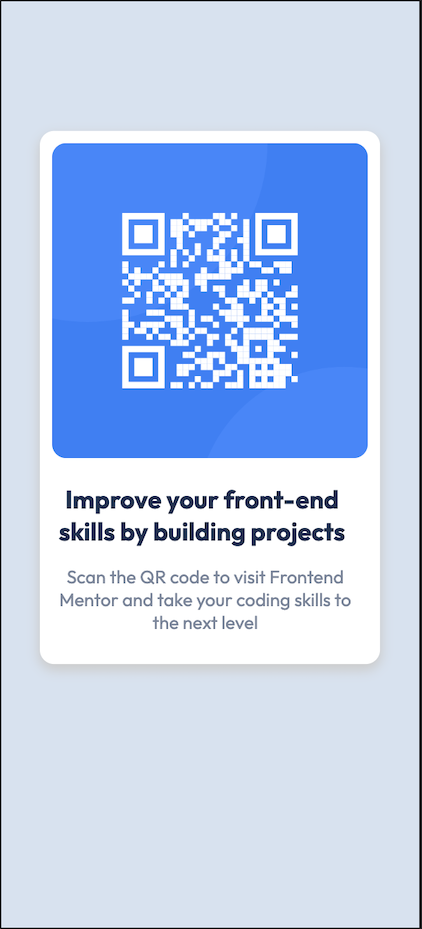 Improve your front-end
skills by building projects
Scan the QR code to visit Frontend
Mentor and take your coding skills to
the next level